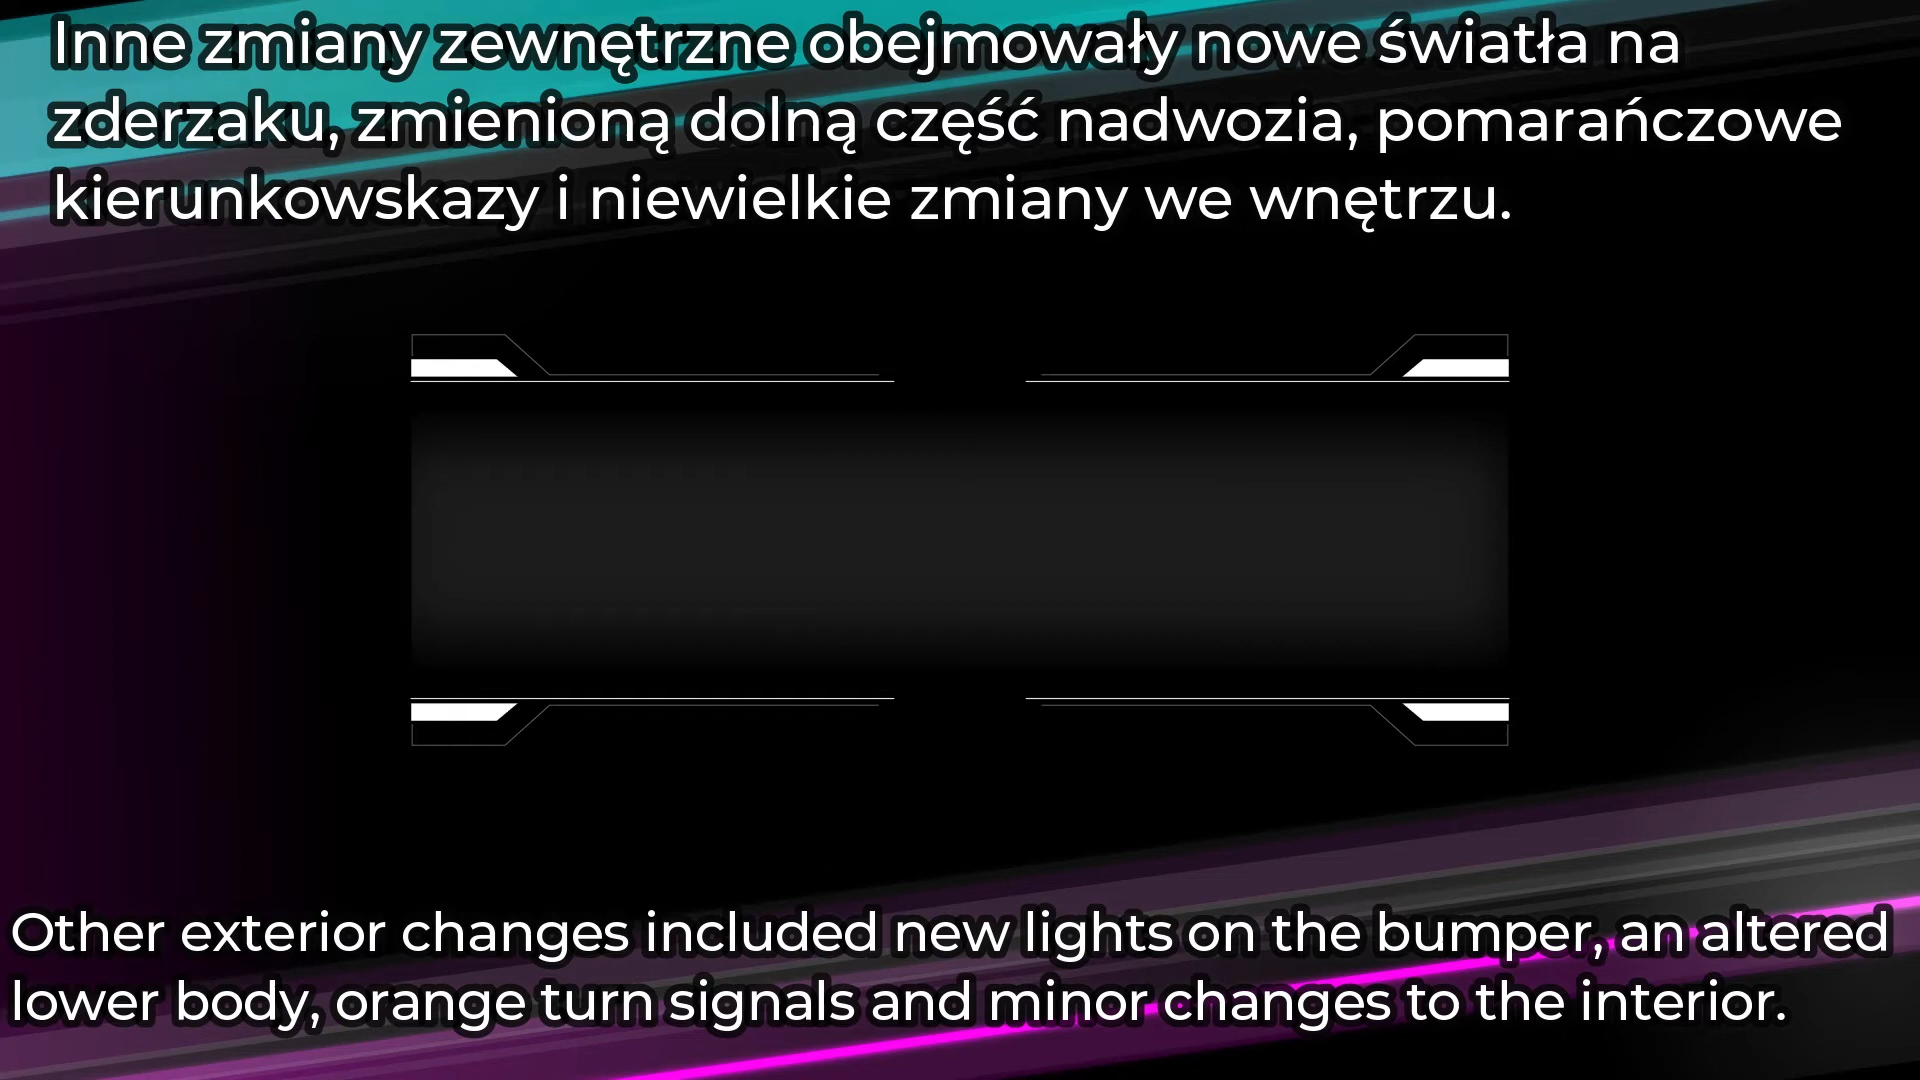 Inne zmiany zewnętrzne obejmowały nowe światła na
zderzaku, zmienioną dolną część nadwozia, pomarańczowe
kierunkowskazy i niewielkie zmiany we wnętrzu.
Other exterior changes included new lights on the bumper, an altered
lower body, orange turn signals and minor changes to the interior.